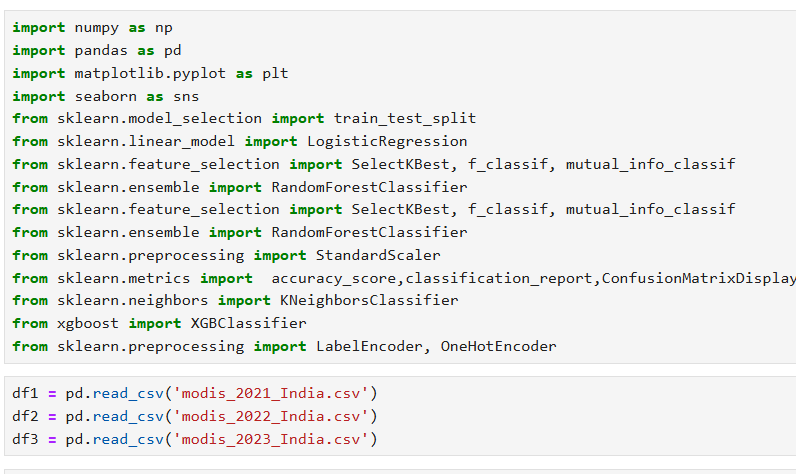 import numpy as np
import pandas as pd
import matplotlib.pyplot as plt
import seaborn as sns
from sklearn.model_selection import train_test_split
from sklearn.linear_model import LogisticRegression
from sklearn.feature_selection import SelectKBest, f_classif, mutual_info_classif
from sklearn.ensemble import RandomForestClassifier
from sklearn.feature_selection import SelectKBest, f_classif, mutual_info_classif
from sklearn.ensemble import RandomForestClassifier
from sklearn.preprocessing import StandardScaler
from sklearn.metrics import  accuracy_score,classification_report,ConfusionMatrixDisplay
from sklearn.neighbors import KNeighborsClassifier
from xgboost import XGBClassifier
from sklearn.preprocessing import LabelEncoder, OneHotEncoder
df1 = pd.read_csv('modis_2021_India.csv')
df2 = pd.read_csv('modis_2022_India.csv')
df3 = pd.read_csv('modis_2023_India.csv')